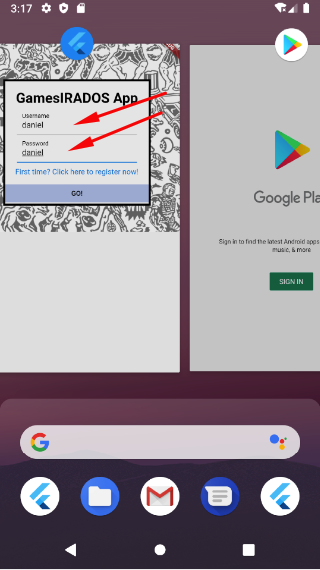 3:17
GamesIRADOS App
Username
daniel
Password
daniel
First time? Click here to register now!
GO!
Google Pla
Sign in to find the latest Android apps
music, & more
SIGN IN